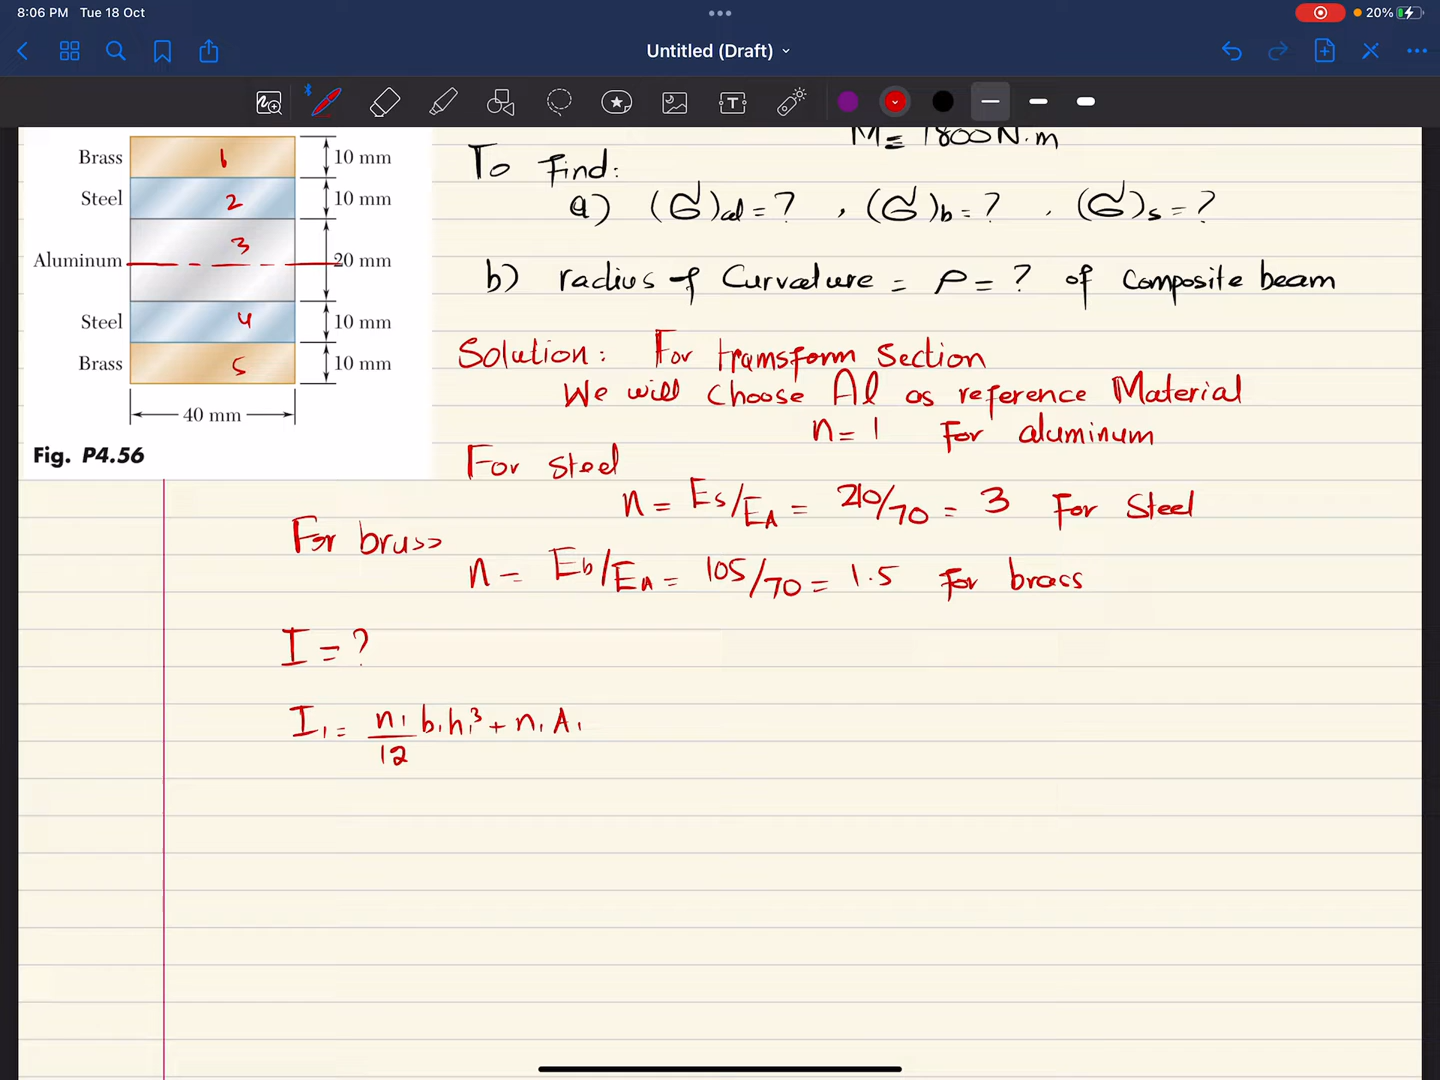 8:06 PM Tue 18 Oct
20%
Untitled (Draft)
M = 1800 N.m
To Find:
a) (σ)al = ? , (σ)b = ? , (σ)s = ?
b) radius of Curvature = ρ = ? of Composite beam
Brass 1 10 mm
Steel 2 10 mm
Aluminum 3 20 mm
Steel 4 10 mm
Brass 5 10 mm
40 mm
Fig. P4.56
Solution: For transform Section
We will choose Al as reference Material
n = 1 For aluminum
For steel
n = Es/EA = 210/70 = 3 For Steel
For brass
n = Eb/EA = 105/70 = 1.5 For brass
I = ?
I₁ = n₁/12 b₁h₁³ + n₁A₁